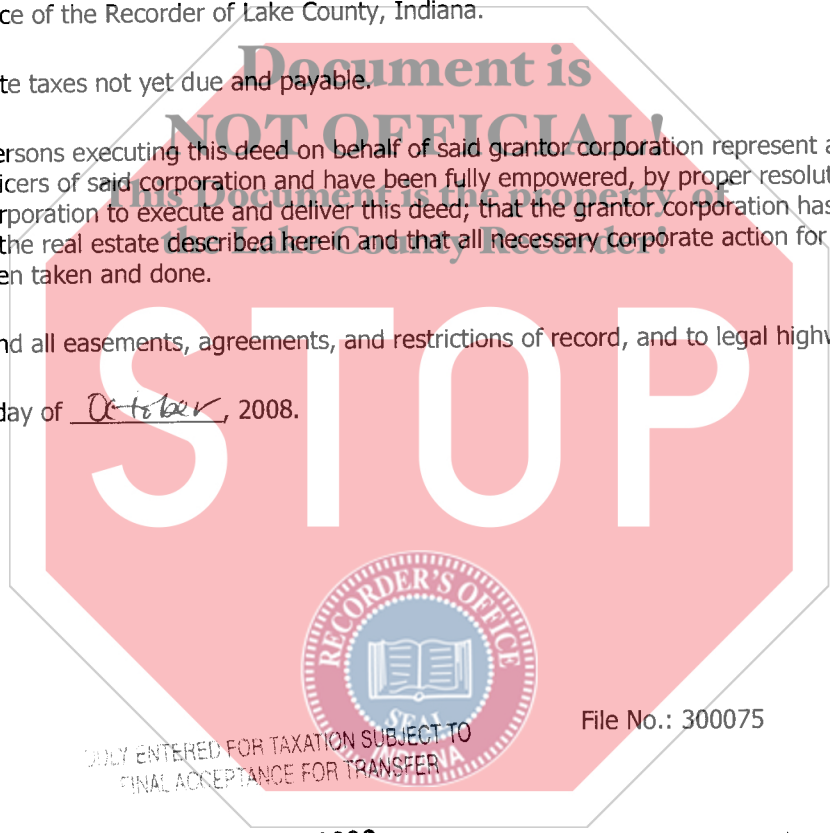 ce of the Recorder of Lake County, Indiana.
Document is
te taxes not yet due and payable.
NOT OFFICIAL!
ersons executing this deed on behalf of said grantor corporation represent a
icers of said corporation and have been fully empowered, by proper resolut
This Document is the property of
rporation to execute and deliver this deed; that the grantor corporation has
the real estate described herein and that all necessary corporate action for
the Lake County Recorder!
en taken and done.
STOP
nd all easements, agreements, and restrictions of record, and to legal highw
day of October, 2008.
RECORDER'S OFFICE
SEAL
INDIANA
File No.: 300075
DULY ENTERED FOR TAXATION SUBJECT TO
FINAL ACCEPTANCE FOR TRANSFER